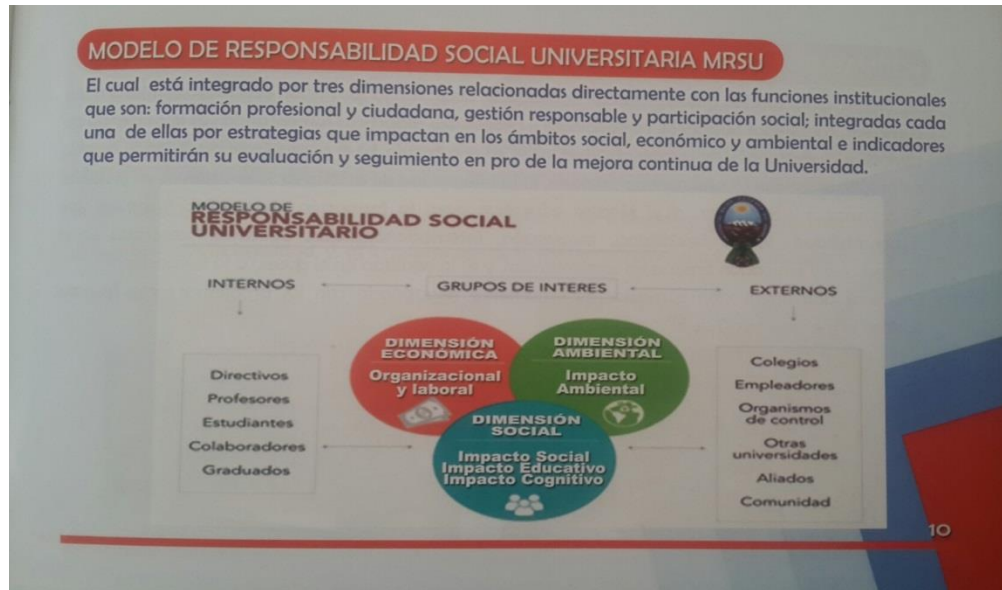 MODELO DE RESPONSABILIDAD SOCIAL UNIVERSITARIA MRSU
El cual está integrado por tres dimensiones relacionadas directamente con las funciones institucionales
que son: formación profesional y ciudadana, gestión responsable y participación social; integradas cada
una de ellas por estrategias que impactan en los ámbitos social, económico y ambiental e indicadores
que permitirán su evaluación y seguimiento en pro de la mejora continua de la Universidad.
MODELO DE
RESPONSABILIDAD SOCIAL
UNIVERSITARIO
INTERNOS
GRUPOS DE INTERES
EXTERNOS
Directivos
Profesores
Estudiantes
Colaboradores
Graduados
DIMENSIÓN
ECONÓMICA
Organizacional
y laboral
DIMENSIÓN
AMBIENTAL
Impacto
Ambiental
DIMENSIÓN
SOCIAL
Impacto Social
Impacto Educativo
Impacto Cognitivo
Colegios
Empleadores
Organismos
de control
Otras
universidades
Aliados
Comunidad
10